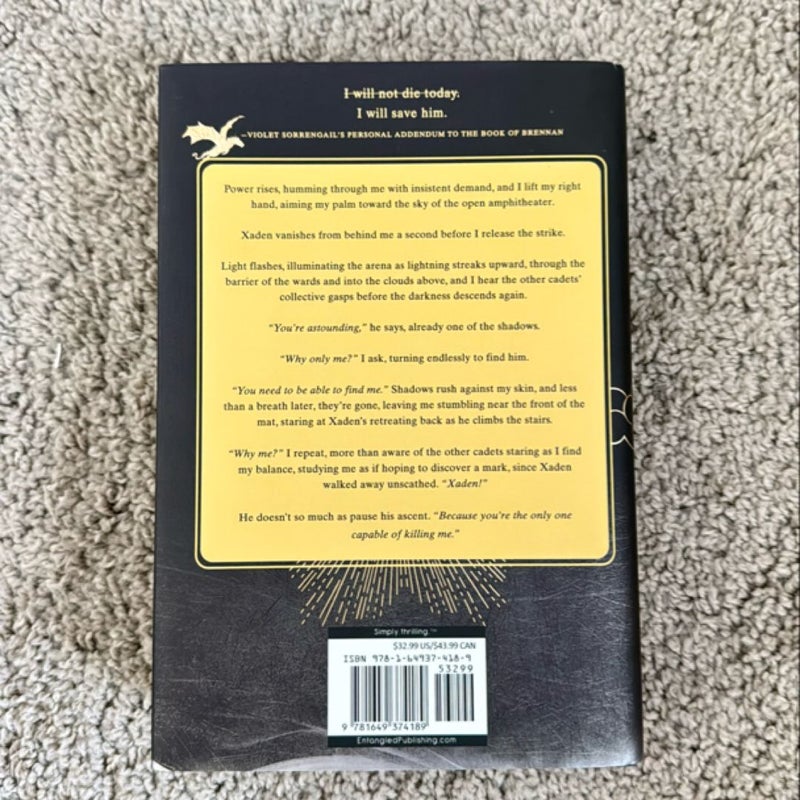 I will not die today.
I will save him.
—VIOLET SORRENGAIL'S PERSONAL ADDENDUM TO THE BOOK OF BRENNAN
Power rises, humming through me with insistent demand, and I lift my right
hand, aiming my palm toward the sky of the open amphitheater.
Xaden vanishes from behind me a second before I release the strike.
Light flashes, illuminating the arena as lightning streaks upward, through the
barrier of the wards and into the clouds above, and I hear the other cadets'
collective gasps before the darkness descends again.
"You're astounding," he says, already one of the shadows.
"Why only me?" I ask, turning endlessly to find him.
"You need to be able to find me." Shadows rush against my skin, and less
than a breath later, they're gone, leaving me stumbling near the front of the
mat, staring at Xaden's retreating back as he climbs the stairs.
"Why me?" I repeat, more than aware of the other cadets staring as I find
my balance, studying me as if hoping to discover a mark, since Xaden
walked away unscathed. "Xaden!"
He doesn't so much as pause his ascent. "Because you're the only one
capable of killing me."
Simply thrilling.™
$32.99 US/$43.99 CAN
ISBN 978-1-64937-418-9
53299
9 781649 374189
EntangledPublishing.com